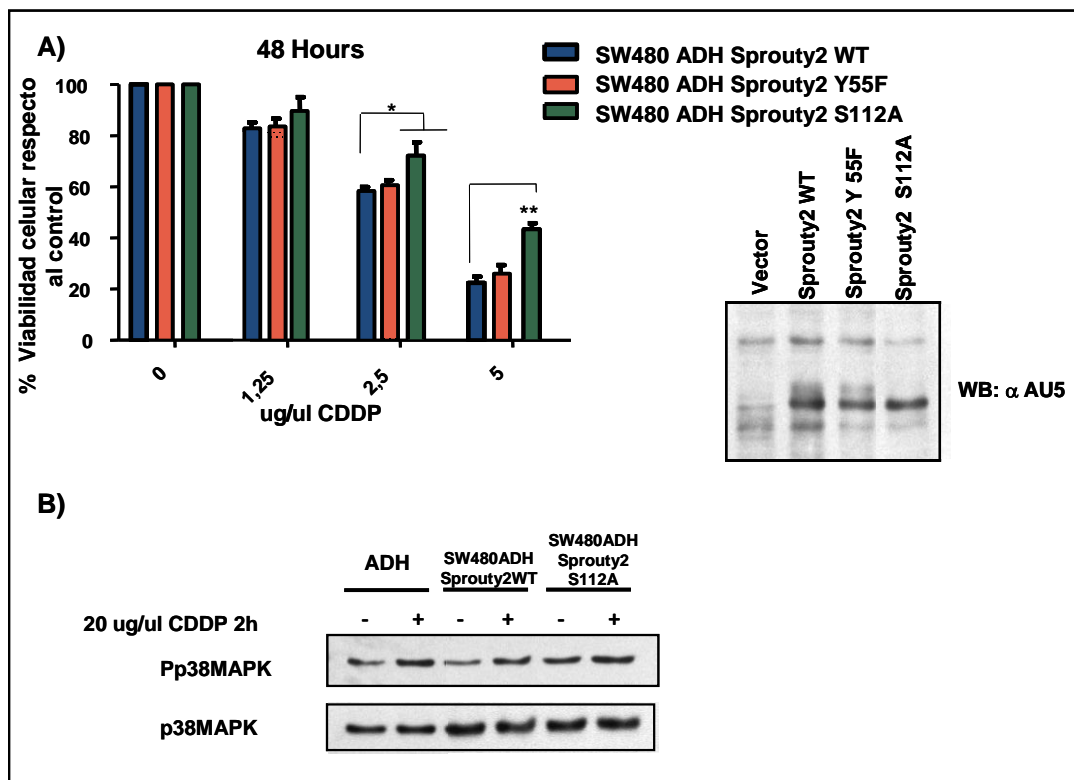 A)
48 Hours
SW480 ADH Sprouty2 WT
SW480 ADH Sprouty2 Y55F
SW480 ADH Sprouty2 S112A
% Viabilidad celular respecto
al control
100
80
60
40
20
0
*
**
0
1,25
2,5
5
ug/ul CDDP
Vector
Sprouty2 WT
Sprouty2 Y 55F
Sprouty2 S112A
WB: α AU5
B)
ADH
SW480ADH
Sprouty2WT
SW480ADH
Sprouty2
S112A
20 ug/ul CDDP 2h
- + - + - +
Pp38MAPK
p38MAPK